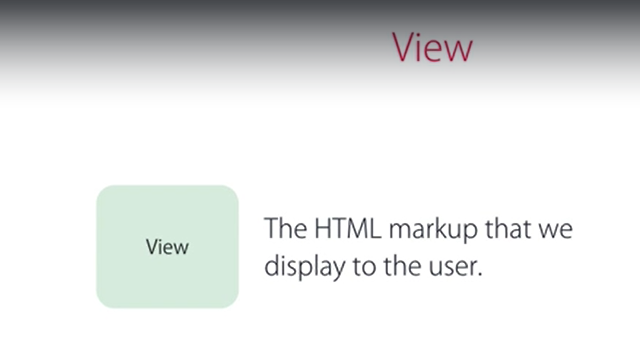 View
View
The HTML markup that we
display to the user.